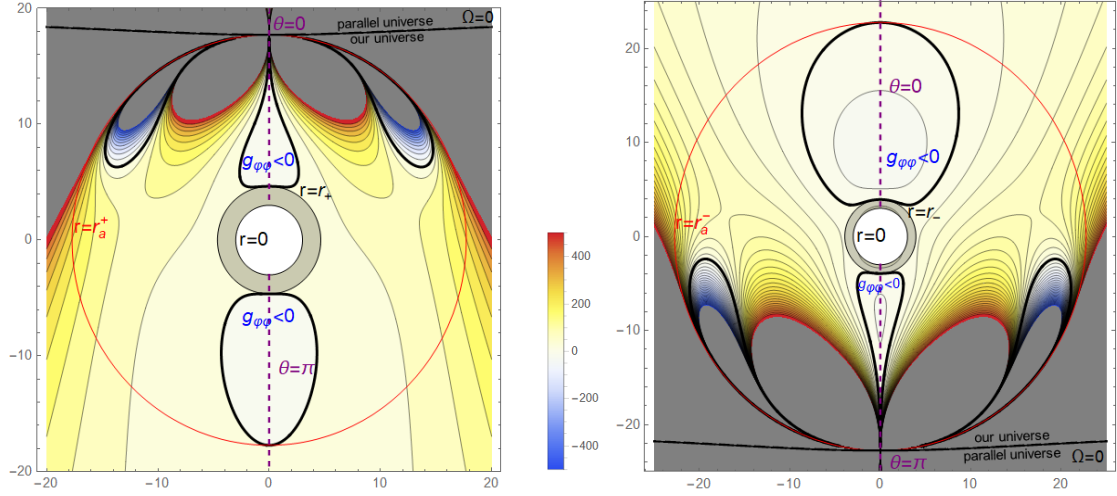 θ=0
parallel universe
Ω=0
our universe
g_φφ<0
r=r_+
r=r_a^+
r=0
g_φφ<0
θ=π
20
10
0
−10
−20
−20
−10
0
10
20
400
200
0
−200
−400
θ=0
g_φφ<0
r=r_−
r=r_a^-
r=0
g_φφ<0
our universe
parallel universe
Ω=0
θ=π
20
10
0
−10
−20
−20
−10
0
10
20